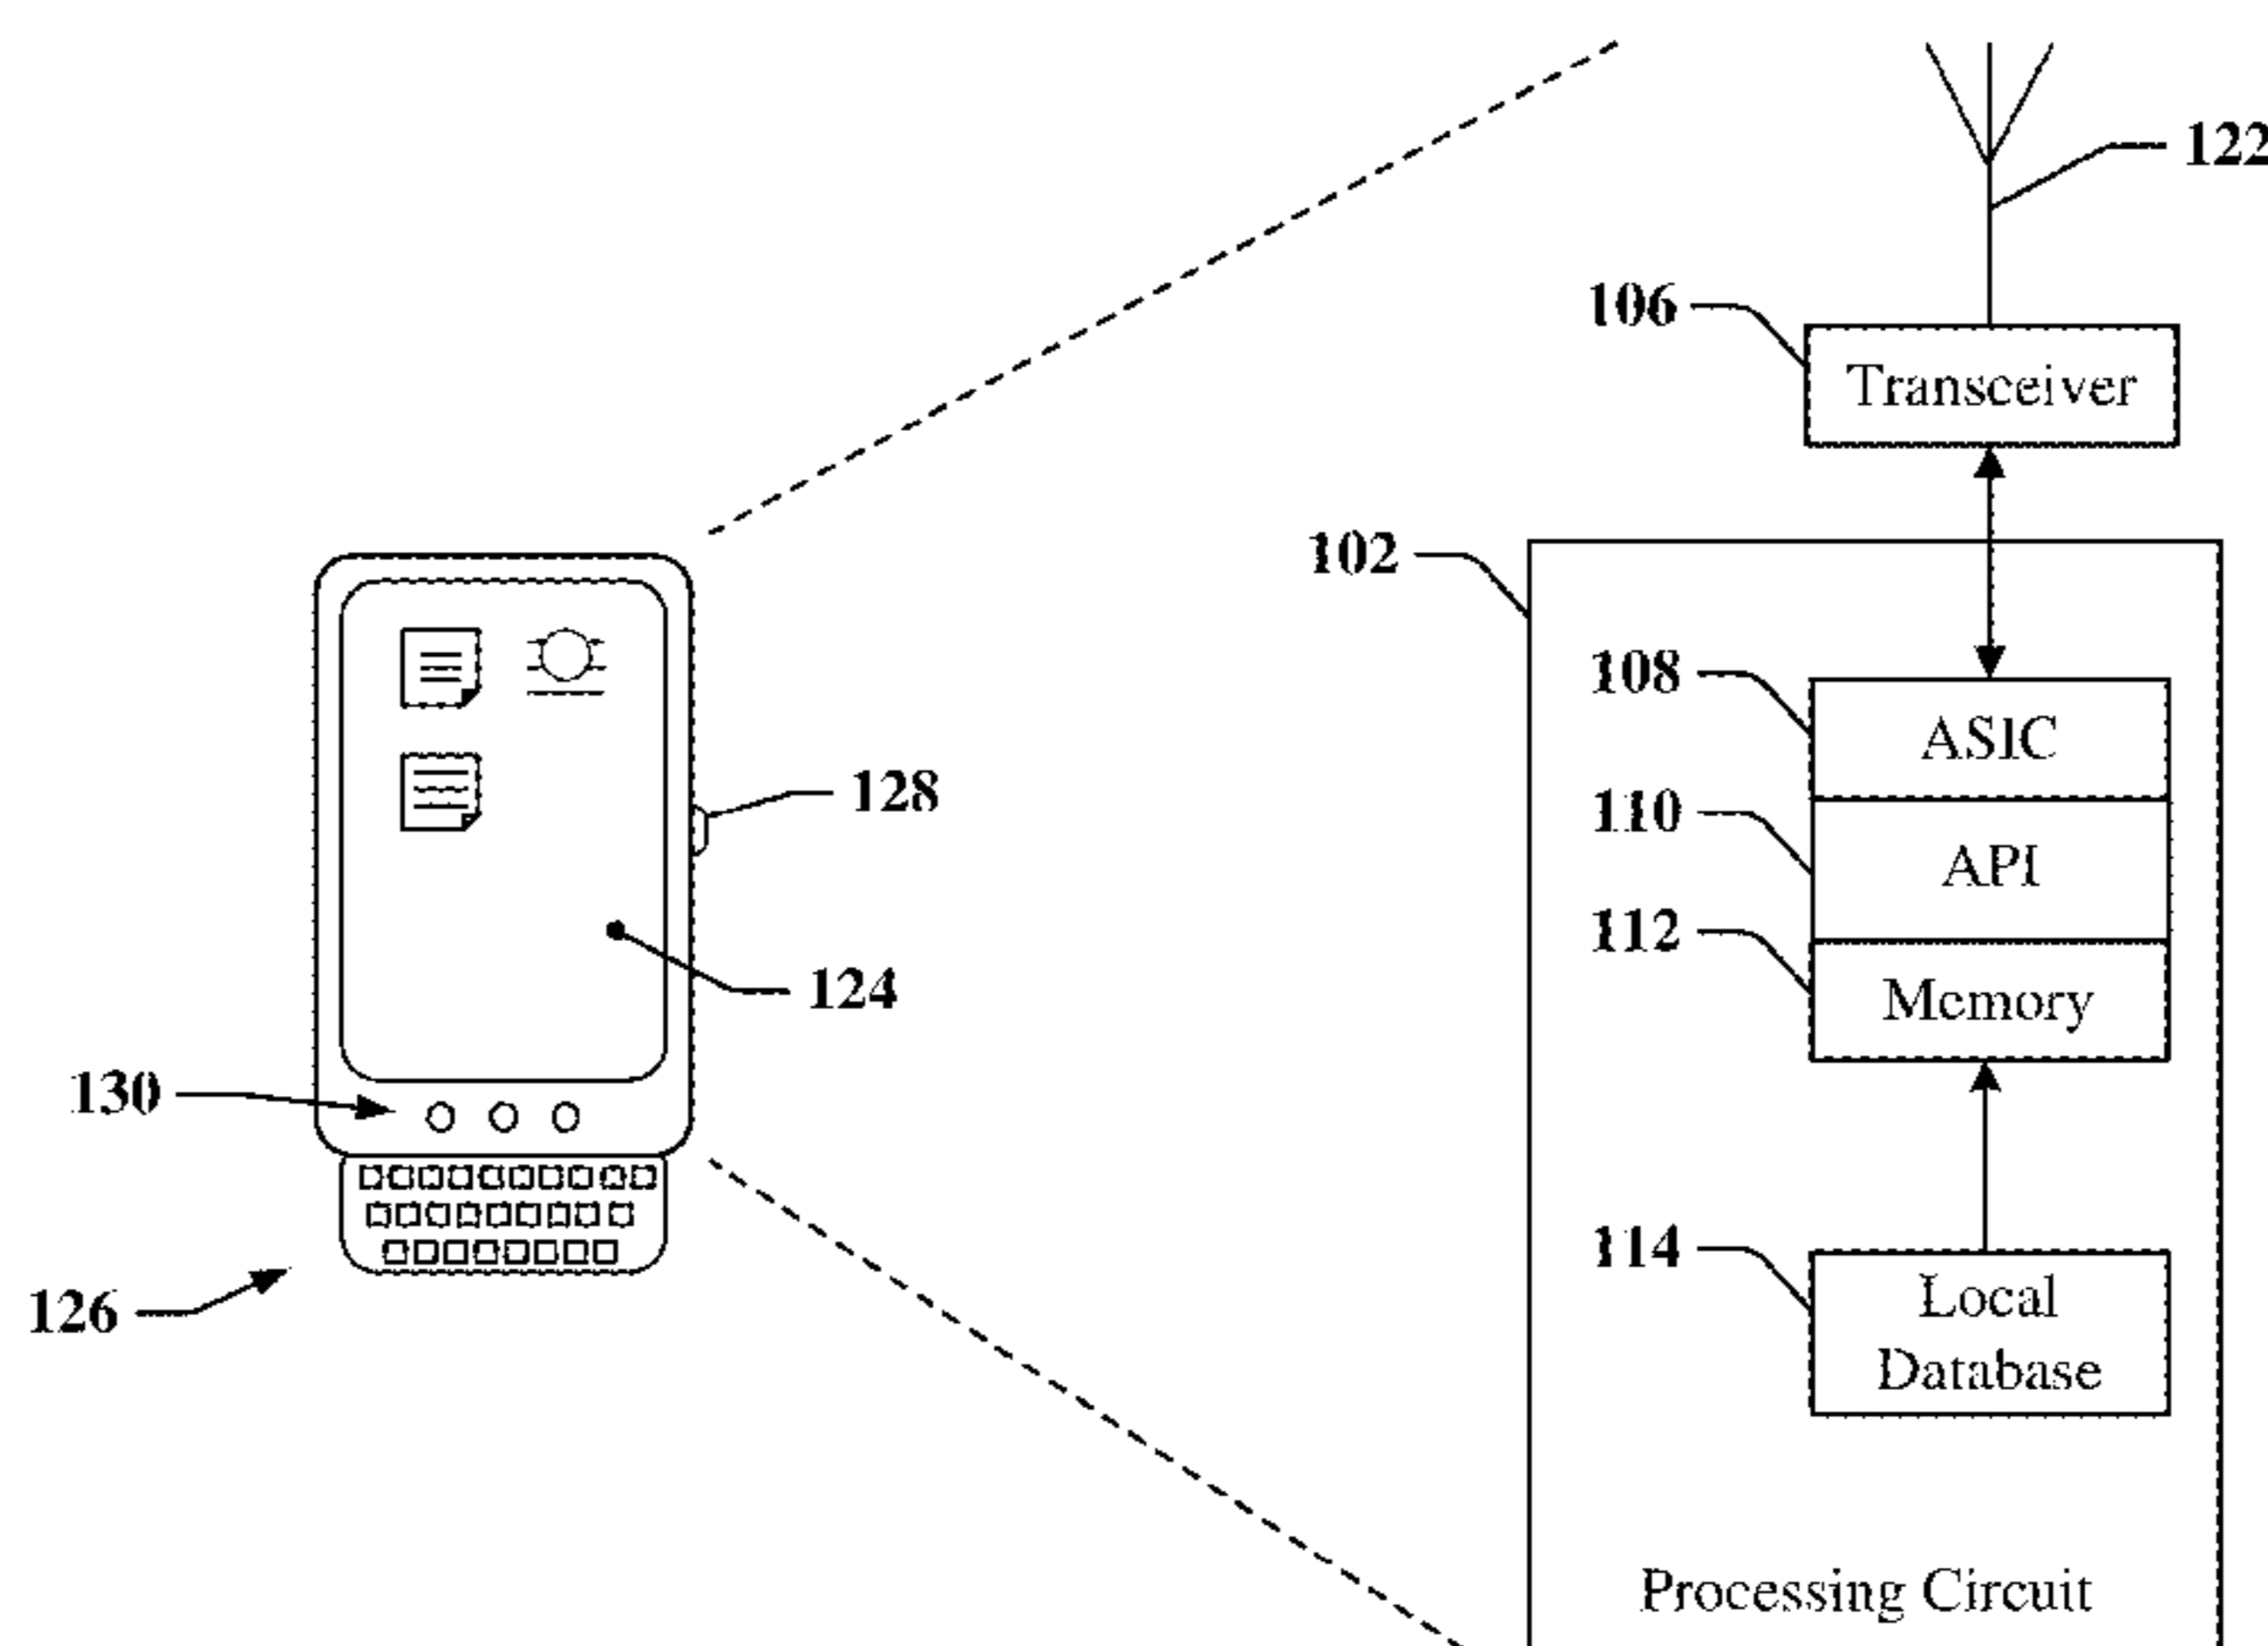 122
106
Transceiver
102
108
ASIC
128
110
API
112
124
Memory
130
114
Local
Database
126
Processing Circuit